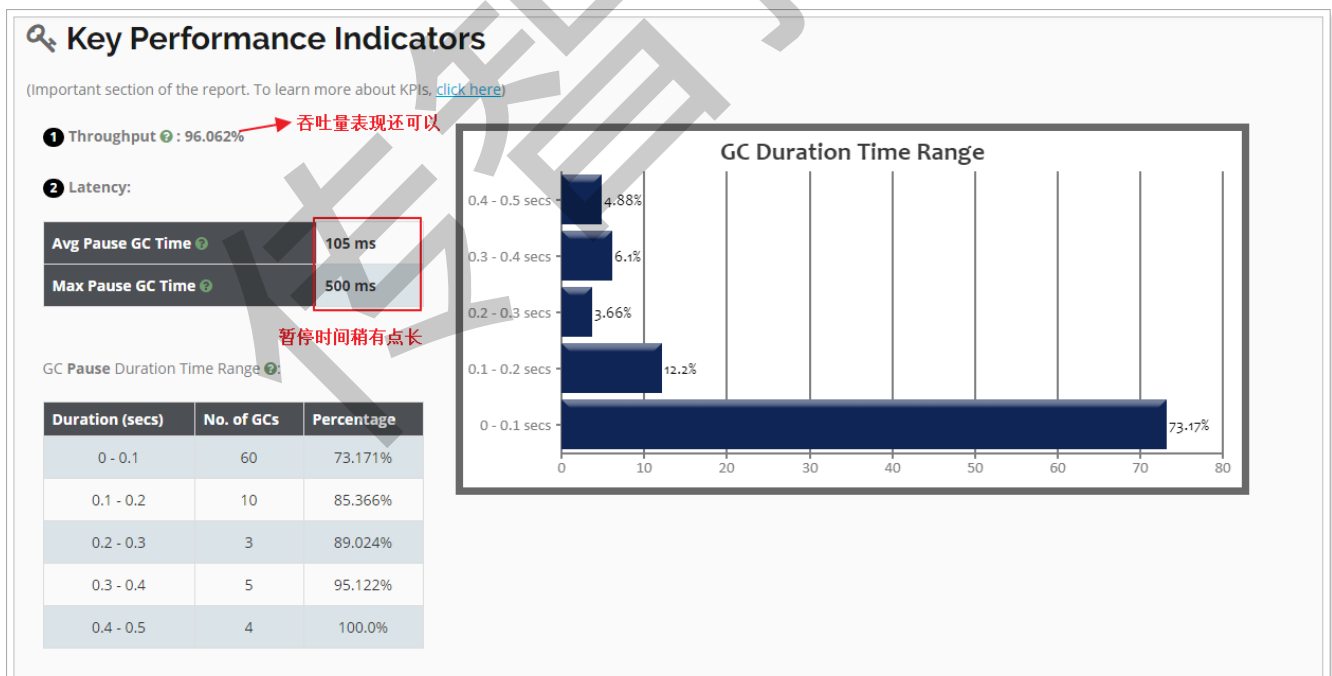 Key Performance Indicators
(Important section of the report. To learn more about KPIs, click here)
1 Throughput ? : 96.062%
吞吐量表现还可以
2 Latency:
Avg Pause GC Time ? 105 ms
Max Pause GC Time ? 500 ms
暂停时间稍有点长
GC Pause Duration Time Range ?:
Duration (secs) No. of GCs Percentage
0 - 0.1 60 73.171%
0.1 - 0.2 10 85.366%
0.2 - 0.3 3 89.024%
0.3 - 0.4 5 95.122%
0.4 - 0.5 4 100.0%
GC Duration Time Range
0.4 - 0.5 secs 4.88%
0.3 - 0.4 secs 6.1%
0.2 - 0.3 secs 3.66%
0.1 - 0.2 secs 12.2%
0 - 0.1 secs 73.17%
0 10 20 30 40 50 60 70 80
传智